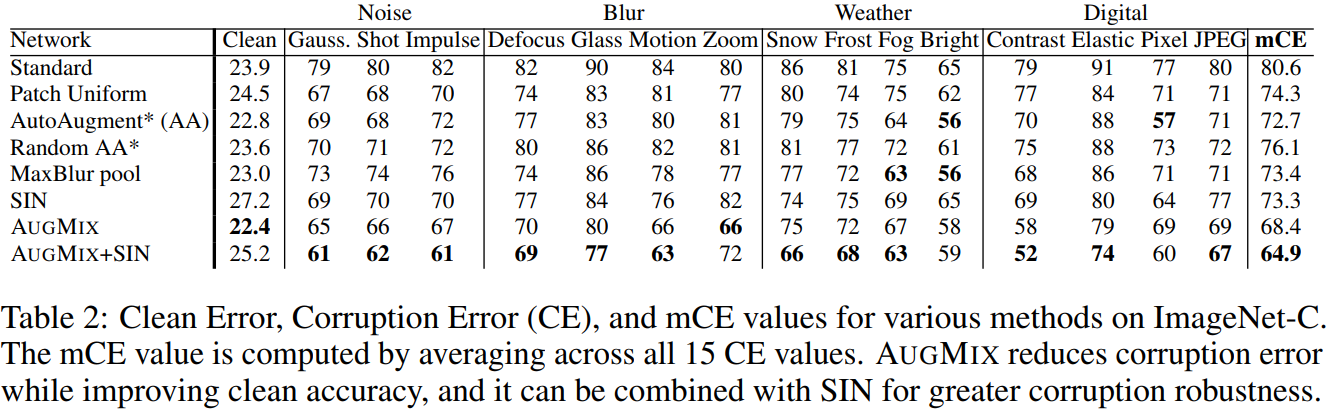 Noise Blur Weather Digital
Network Clean Gauss. Shot Impulse Defocus Glass Motion Zoom Snow Frost Fog Bright Contrast Elastic Pixel JPEG mCE
Standard 23.9 79 80 82 82 90 84 80 86 81 75 65 79 91 77 80 80.6
Patch Uniform 24.5 67 68 70 74 83 81 77 80 74 75 62 77 84 71 71 74.3
AutoAugment* (AA) 22.8 69 68 72 77 83 80 81 79 75 64 56 70 88 57 71 72.7
Random AA* 23.6 70 71 72 80 86 82 81 81 77 72 61 75 88 73 72 76.1
MaxBlur pool 23.0 73 74 76 74 86 78 77 77 72 63 56 68 86 71 71 73.4
SIN 27.2 69 70 70 77 84 76 82 74 75 69 65 69 80 64 77 73.3
AUGMIX 22.4 65 66 67 70 80 66 66 75 72 67 58 58 79 69 69 68.4
AUGMIX+SIN 25.2 61 62 61 69 77 63 72 66 68 63 59 52 74 60 67 64.9
Table 2: Clean Error, Corruption Error (CE), and mCE values for various methods on ImageNet-C.
The mCE value is computed by averaging across all 15 CE values. AUGMIX reduces corruption error
while improving clean accuracy, and it can be combined with SIN for greater corruption robustness.